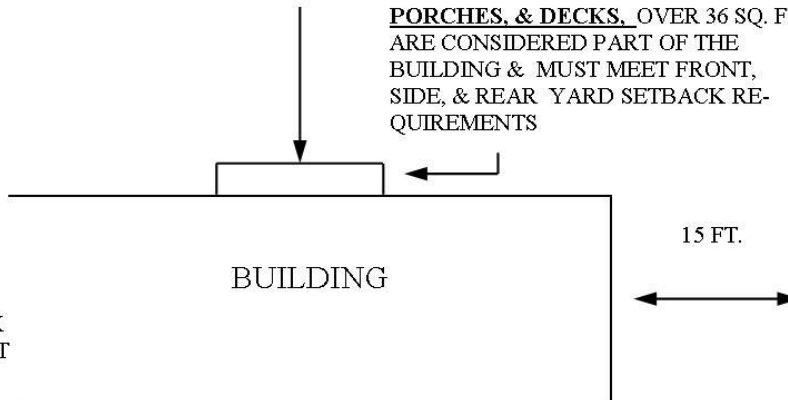 PORCHES, & DECKS, OVER 36 SQ. F
ARE CONSIDERED PART OF THE
BUILDING & MUST MEET FRONT,
SIDE, & REAR YARD SETBACK RE-
QUIREMENTS
15 FT.
BUILDING
K
T